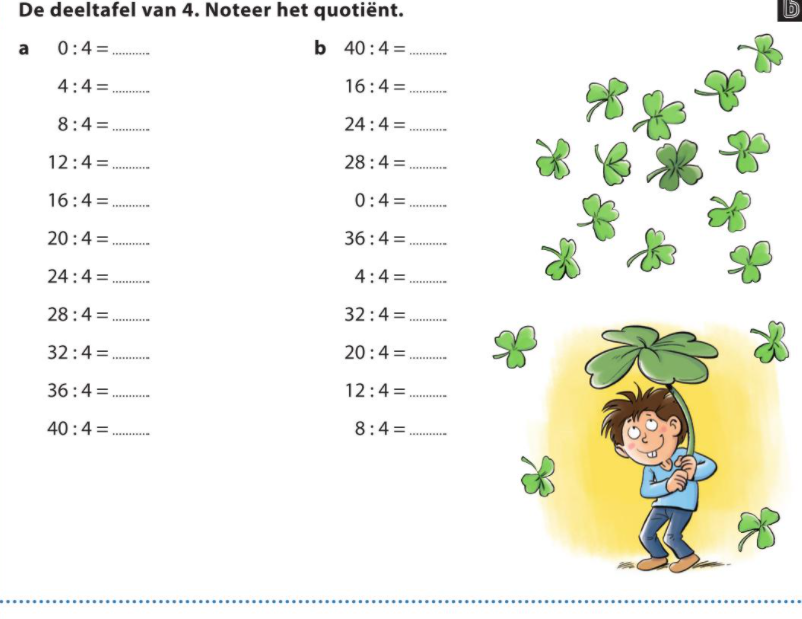 De deeltafel van 4. Noteer het quotiënt.
b
a 0 : 4 = ...........
4 : 4 = ...........
8 : 4 = ...........
12 : 4 = ...........
16 : 4 = ...........
20 : 4 = ...........
24 : 4 = ...........
28 : 4 = ...........
32 : 4 = ...........
36 : 4 = ...........
40 : 4 = ...........
b 40 : 4 = ...........
16 : 4 = ...........
24 : 4 = ...........
28 : 4 = ...........
0 : 4 = ...........
36 : 4 = ...........
4 : 4 = ...........
32 : 4 = ...........
20 : 4 = ...........
12 : 4 = ...........
8 : 4 = ...........